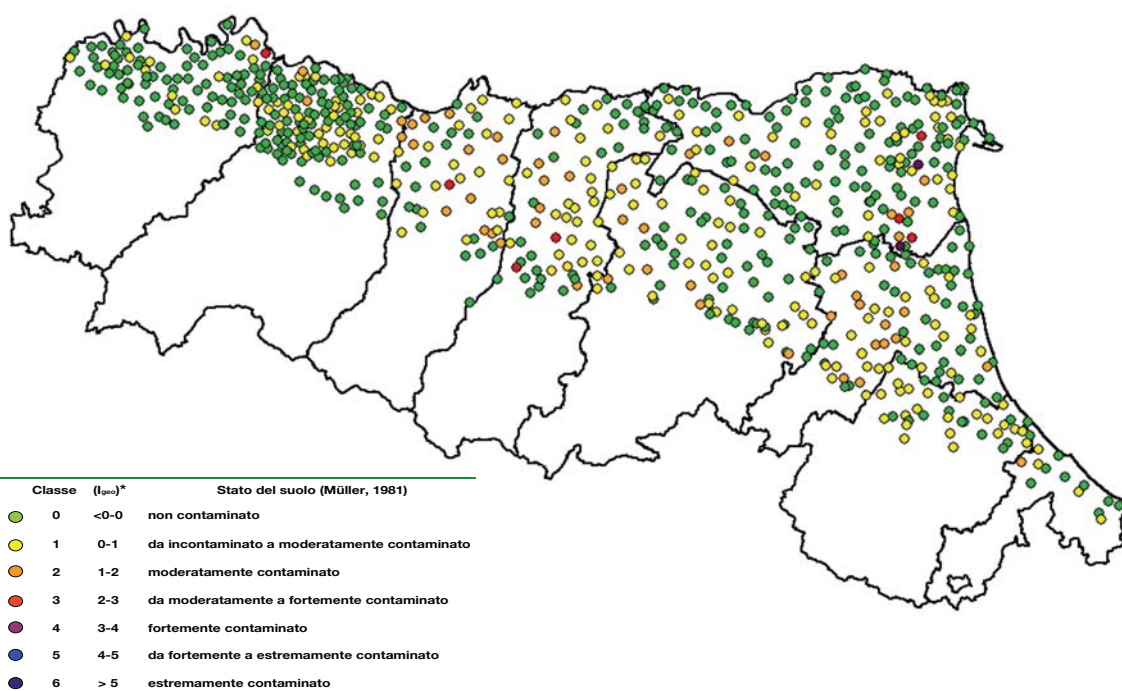 Classe (Igeo)* Stato del suolo (Müller, 1981)
0 <0-0 non contaminato
1 0-1 da incontaminato a moderatamente contaminato
2 1-2 moderatamente contaminato
3 2-3 da moderatamente a fortemente contaminato
4 3-4 fortemente contaminato
5 4-5 da fortemente a estremamente contaminato
6 > 5 estremamente contaminato